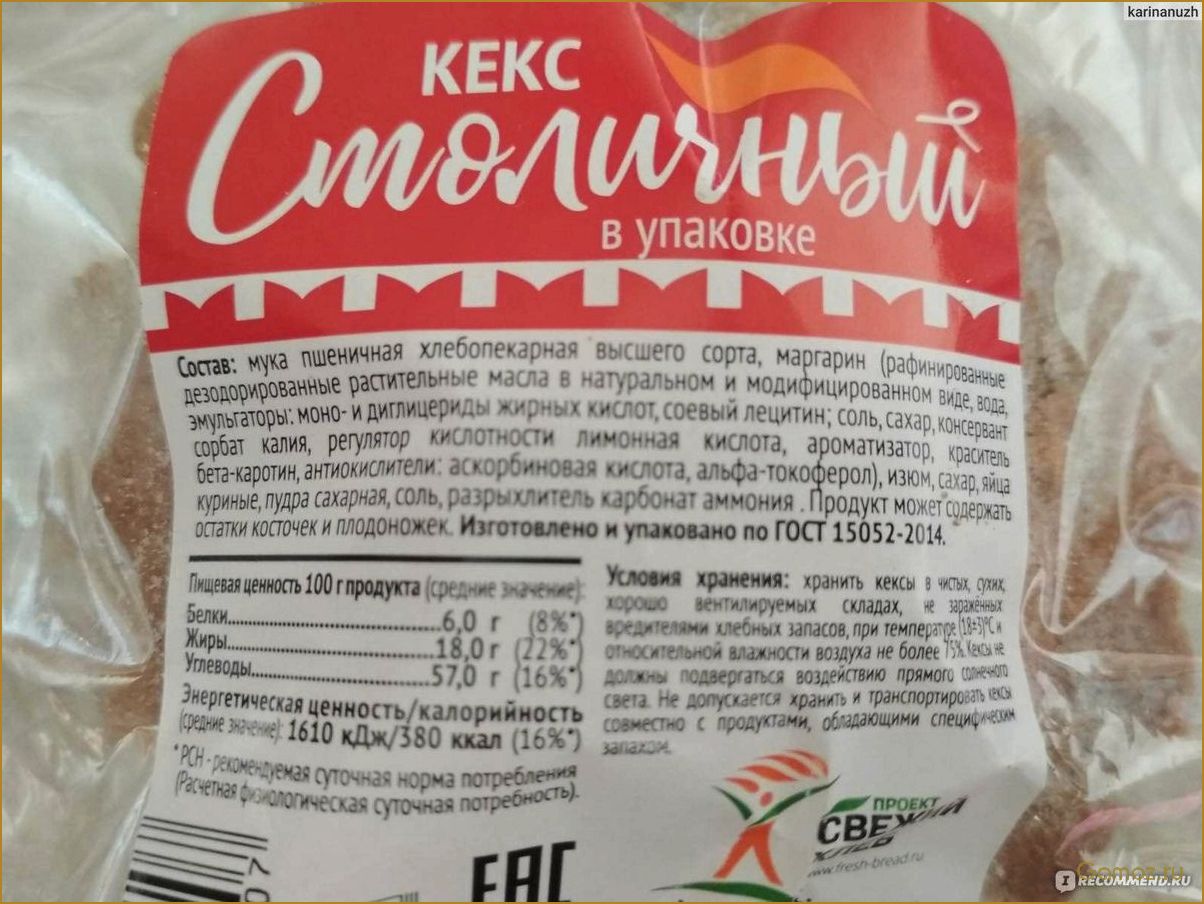 karinanuzh
КЕКС
Столичный
в упаковке
Состав: мука пшеничная хлебопекарная высшего сорта, маргарин (рафинированные
дезодорированные растительные масла в натуральном и модифицированном виде, вода,
эмульгаторы: моно- и диглицериды жирных кислот, соевый лецитин; соль, сахар, консервант
сорбат калия, регулятор кислотности лимонная кислота, ароматизатор, краситель
бета-каротин, антиокислители: аскорбиновая кислота, альфа-токоферол), изюм, сахар, яйца
куриные, пудра сахарная, соль, разрыхлитель карбонат аммония . Продукт может содержать
остатки косточек и плодоножек. Изготовлено и упаковано по ГОСТ 15052-2014.
Пищевая ценность 100 г продукта (средние значение):
Белки..............................6,0 г (8%*)
Жиры..............................18,0 г (22%*)
Углеводы.........................57,0 г (16%*)
Энергетическая ценность/калорийность
(средние значение): 1610 кДж/380 ккал (16%*)
* РСН - рекомендуемая суточная норма потребления
(Расчетная физиологическая суточная потребность).
Условия хранения: хранить кексы в чистых, сухих,
хорошо вентилируемых складах, не заражённых
вредителями хлебных запасов, при температуре (18±5)°С и
относительной влажности воздуха не более 75%. Кексы не
должны подвергаться воздействию прямого солнечного
света. Не допускается хранить и транспортировать кексы
совместно с продуктами, обладающими специфическим
запахом.
ПРОЕКТ
СВЕЖИЙ
ХЛЕБ
www.fresh-bread.ru
EAC
IRECOMMEND.RU